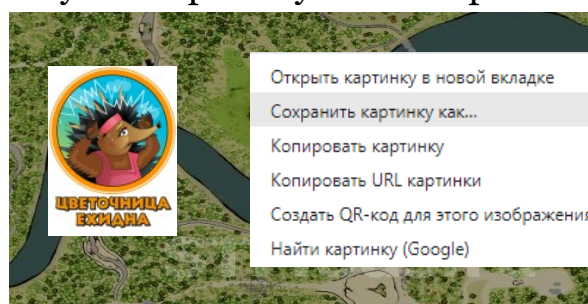 Открыть картинку в новой вкладке
Сохранить картинку как...
Копировать картинку
Копировать URL картинки
Создать QR-код для этого изображения
Найти картинку (Google)
ЦВЕТОЧНИЦА
ЕХИДНА